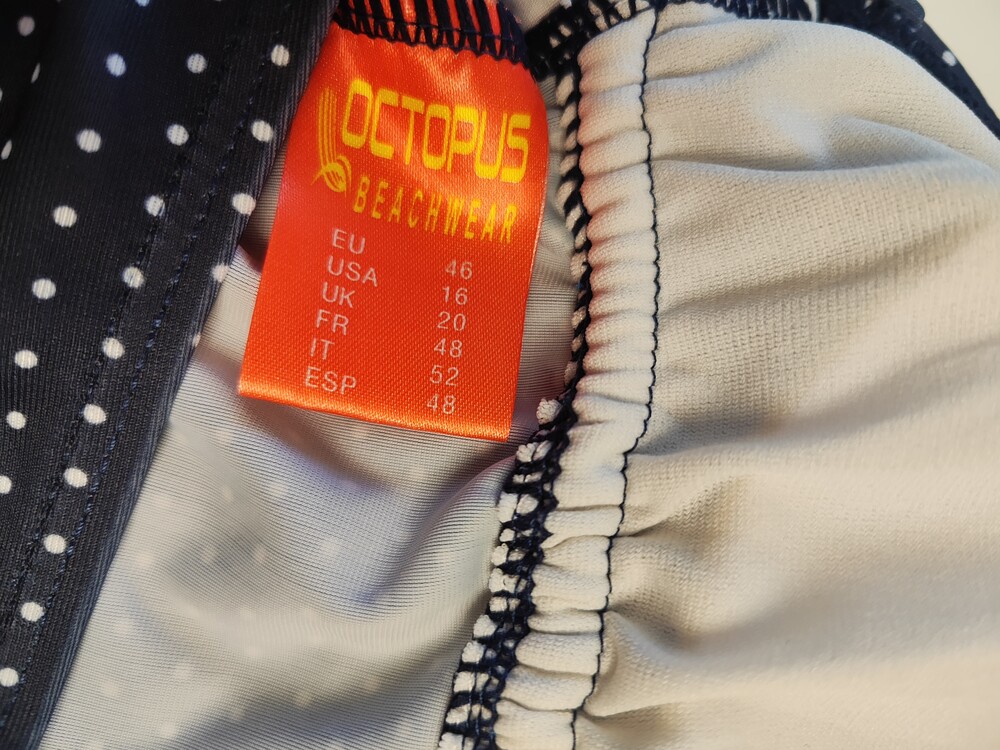 OCTOPUS
BEACHWEAR
EU 46
USA 16
UK 20
FR 48
IT 52
ESP 48